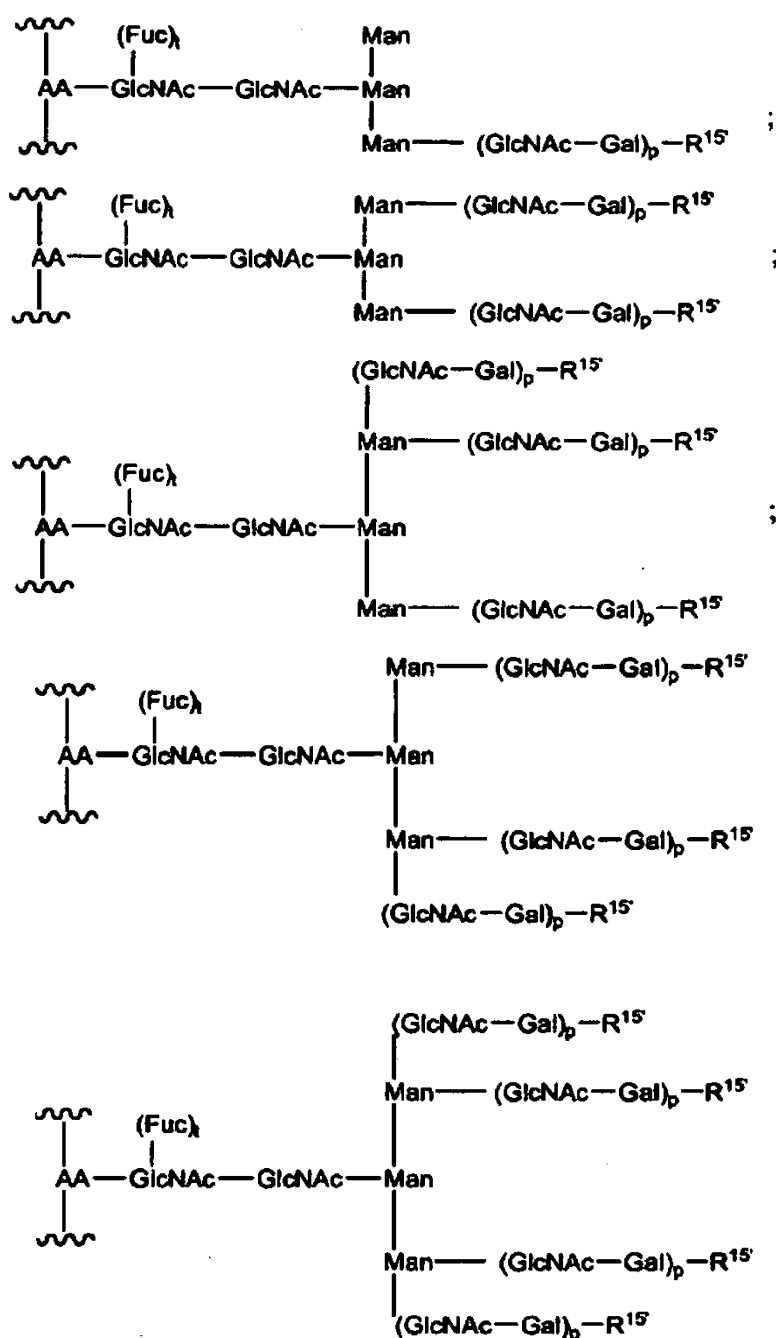 (Fuc)t Man
AA—GlcNAc—GlcNAc—Man
Man—(GlcNAc—Gal)p—R15' ;
(Fuc)t Man—(GlcNAc—Gal)p—R15'
AA—GlcNAc—GlcNAc—Man ;
Man—(GlcNAc—Gal)p—R15'
(GlcNAc—Gal)p—R15'
Man—(GlcNAc—Gal)p—R15'
(Fuc)t
AA—GlcNAc—GlcNAc—Man ;
Man—(GlcNAc—Gal)p—R15'
Man—(GlcNAc—Gal)p—R15'
(Fuc)t
AA—GlcNAc—GlcNAc—Man
Man—(GlcNAc—Gal)p—R15'
(GlcNAc—Gal)p—R15'
(GlcNAc—Gal)p—R15'
Man—(GlcNAc—Gal)p—R15'
(Fuc)t
AA—GlcNAc—GlcNAc—Man
Man—(GlcNAc—Gal)p—R15'
(GlcNAc—Gal)p—R15'